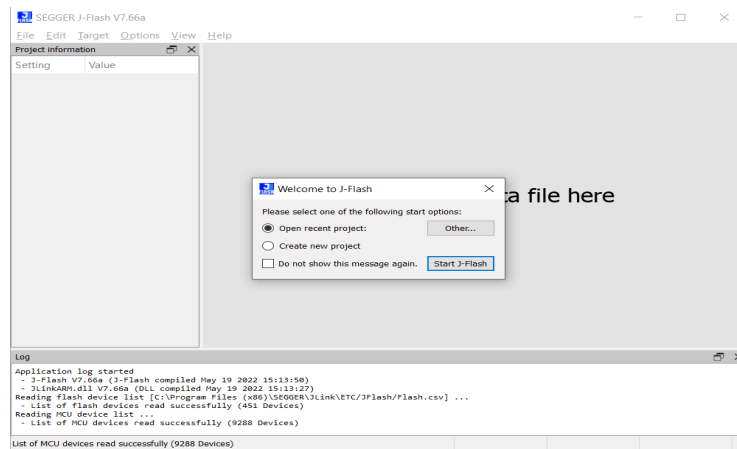 SEGGER J-Flash V7.66a
File Edit Target Options View Help
Project information
Setting Value
Welcome to J-Flash
Please select one of the following start options:
Open recent project:
Other...
Create new project
Do not show this message again.
Start J-Flash
a file here
Log
Application log started
- J-Flash V7.66a (J-Flash compiled May 19 2022 15:13:50)
- JLinkARM.dll V7.66a (DLL compiled May 19 2022 15:13:27)
Reading flash device list [C:\Program Files (x86)\SEGGER\JLink\ETC/JFlash/Flash.csv] ...
- List of flash devices read successfully (451 Devices)
Reading MCU device list ...
- List of MCU devices read successfully (9288 Devices)
List of MCU devices read successfully (9288 Devices)